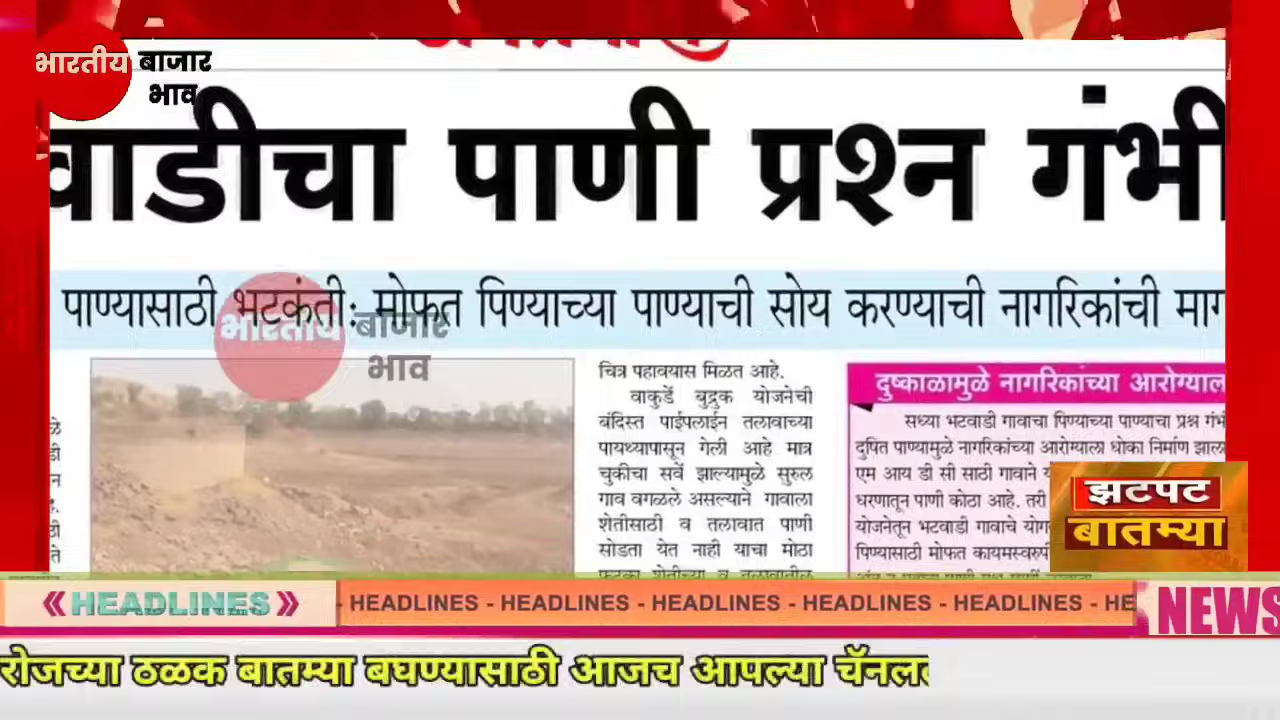 भारतीय बाजार
भाव
वाडीचा पाणी प्रश्न गंभी
पाण्यासाठी भटकंती: मोफत पिण्याच्या पाण्याची सोय करण्याची नागरिकांची माग
भारतीय बाजार
भाव
चित्र पहावयास मिळत आहे.
वाकुर्डे बुद्रुक योजनेची
बंदिस्त पाईपलाईन तलावाच्या
पायथ्यापासून गेली आहे मात्र
चुकीचा सर्वे झाल्यामुळे सुरुल
गाव वगळले असल्याने गावाला
शेतीसाठी व तलावात पाणी
सोडता येत नाही याचा मोठा
फटका शेतीच्या व तलावातील
दुष्काळामुळे नागरिकांच्या आरोग्याल
सध्या भटवाडी गावाचा पिण्याच्या पाण्याचा प्रश्न गंभी
दुषित पाण्यामुळे नागरिकांच्या आरोग्याला धोका निर्माण झाला
एम आय डी सी साठी गावाने
धरणातून पाणी कोठा आहे. तरी
योजनेतून भटवाडी गावाचे योग
पिण्यासाठी मोफत कायमस्वरुपी
झटपट
बातम्या
《 HEADLINES 》
- HEADLINES - HEADLINES - HEADLINES - HEADLINES - HEADLINES - HE
NEWS
रोजच्या ठळक बातम्या बघण्यासाठी आजच आपल्या चॅनल